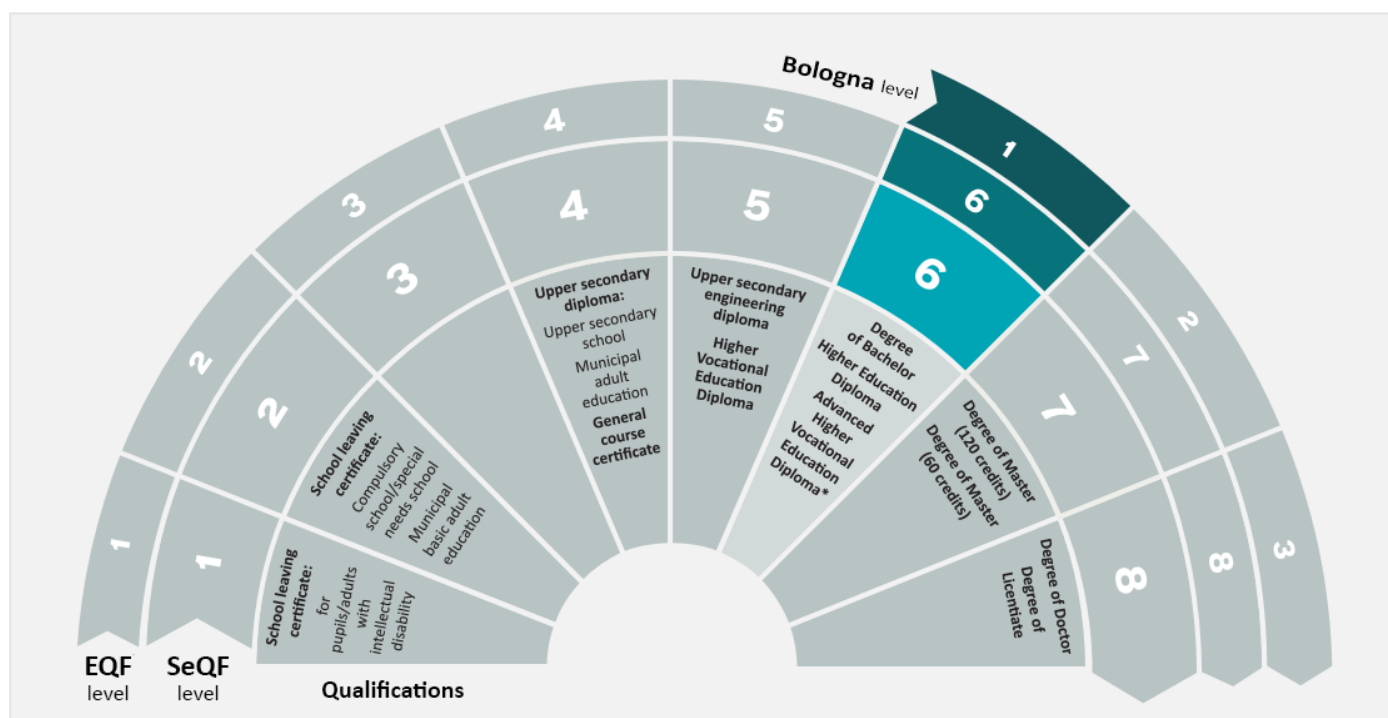 Bologna level
1
2
3
1
2
3
4
5
6
7
8
1
2
3
4
5
6
7
8
School leaving
certificate:
for
pupils/adults
with
intellectual
disability
School leaving
certificate:
Compulsory
school/special
needs school
Municipal
basic adult
education
Upper secondary
diploma:
Upper secondary
school
Municipal
adult
education
General
course
certificate
Upper secondary
engineering
diploma
Higher
Vocational
Education
Diploma
Degree
of Bachelor
Higher Education
Diploma
Advanced
Higher
Vocational
Education
Diploma*
Degree of Master
(120 credits)
Degree of Master
(60 credits)
Degree of Doctor
Degree of
Licentiate
EQF
level
SeQF
level
Qualifications